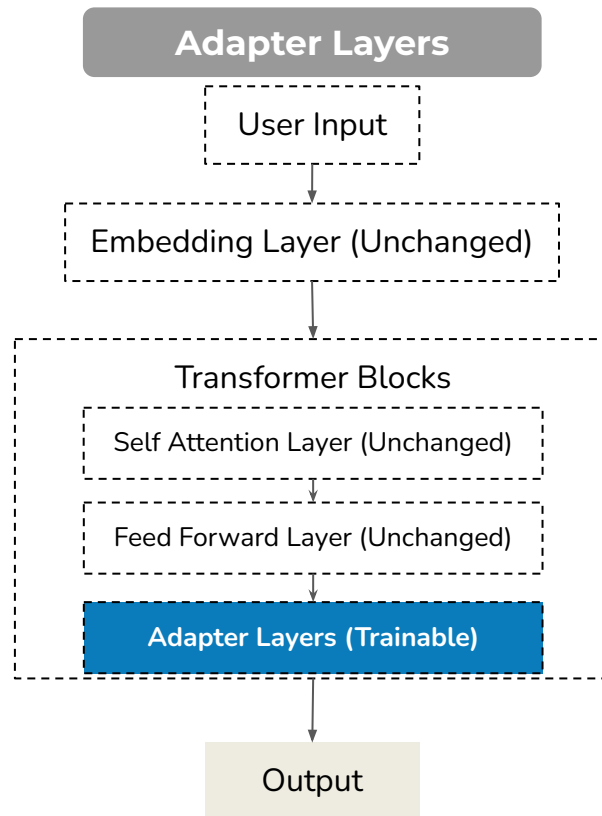 Adapter Layers
User Input
Embedding Layer (Unchanged)
Transformer Blocks
Self Attention Layer (Unchanged)
Feed Forward Layer (Unchanged)
Adapter Layers (Trainable)
Output